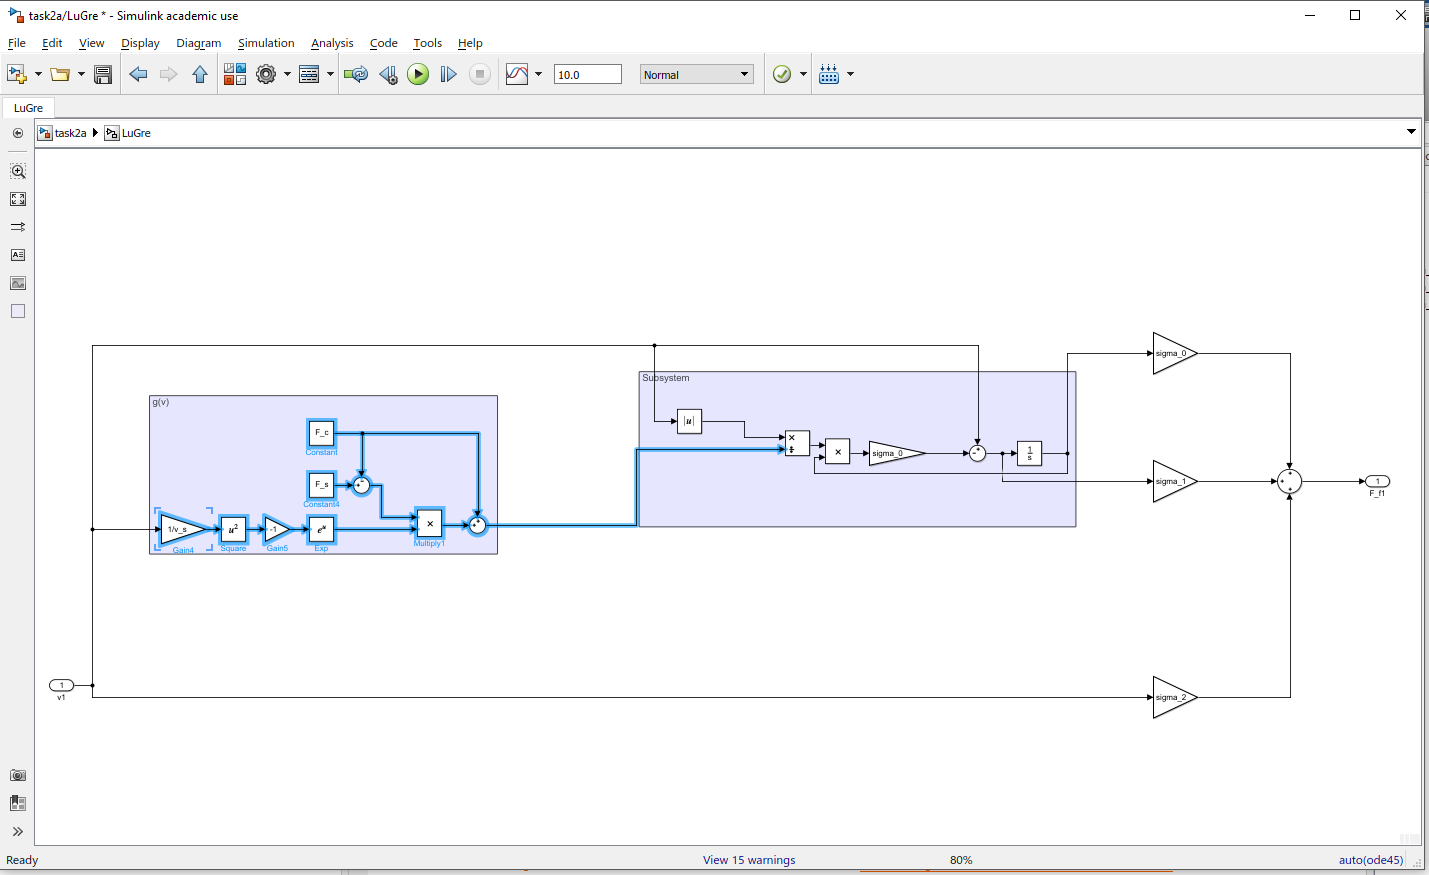 task2a/LuGre * - Simulink academic use
File Edit View Display Diagram Simulation Analysis Code Tools Help
10.0 Normal
LuGre
task2a LuGre
sigma_0
Subsystem
g(v)
|u|
F_c
Constant
×
÷
×
sigma_0
1
s
F_s
Constant4
sigma_1
1
F_f1
1/v_s
u²
-1
eᵘ
×
Gain4
Square
Gain5
Exp
Multiply1
1
v1
sigma_2
Ready View 15 warnings 80% auto(ode45)